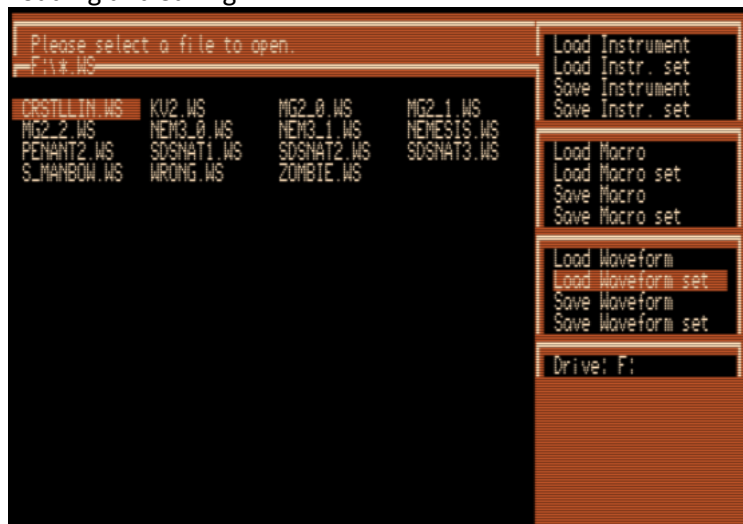 Please select a file to open.
F:\*.WS
CRSTLLIN.WS KV2.WS MG2_0.WS MG2_1.WS
MG2_2.WS NEM3_0.WS NEM3_1.WS NEMESIS.WS
PENANT2.WS SDSNAT1.WS SDSNAT2.WS SDSNAT3.WS
S_MANBOW.WS WRONG.WS ZOMBIE.WS
Load Instrument
Load Instr. set
Save Instrument
Save Instr. set
Load Macro
Load Macro set
Save Macro
Save Macro set
Load Waveform
Load Waveform set
Save Waveform
Save Waveform set
Drive: F: